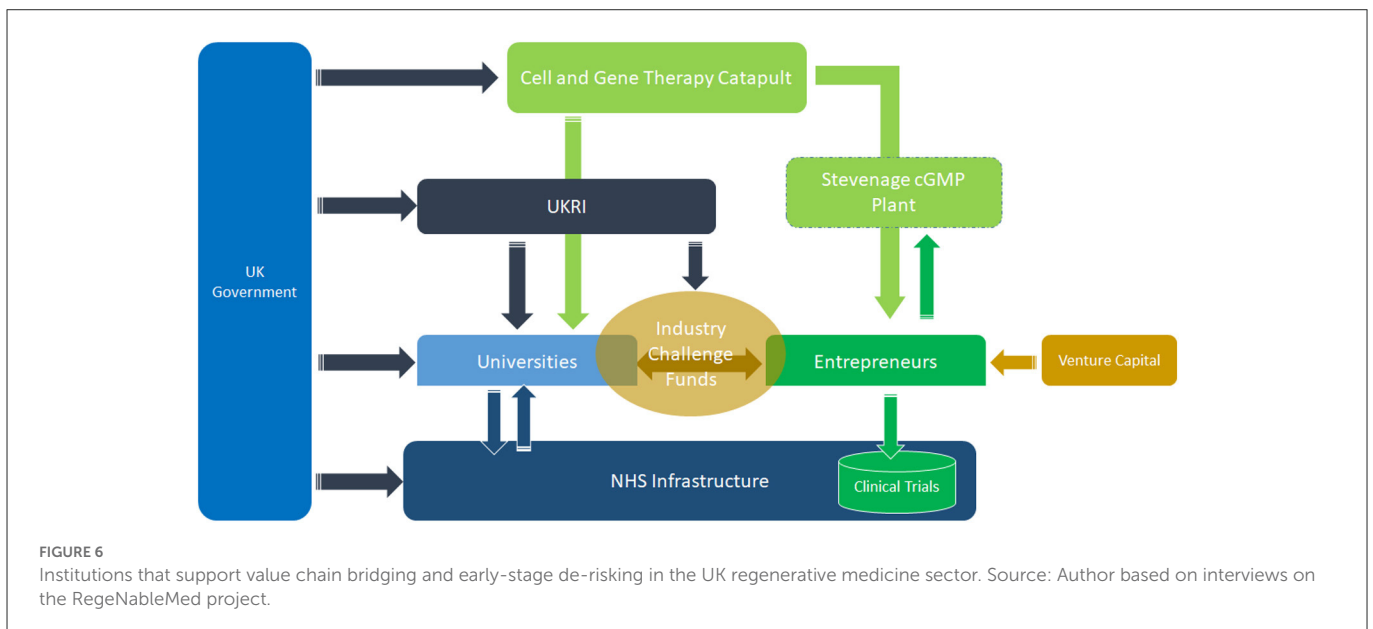 Cell and Gene Therapy Catapult
Stevenage cGMP
Plant
UKRI
UK
Government
Industry
Challenge
Funds
Universities
Entrepreneurs
Venture Capital
NHS Infrastructure
Clinical Trials
FIGURE 6
Institutions that support value chain bridging and early-stage de-risking in the UK regenerative medicine sector. Source: Author based on interviews on
the RegeNableMed project.